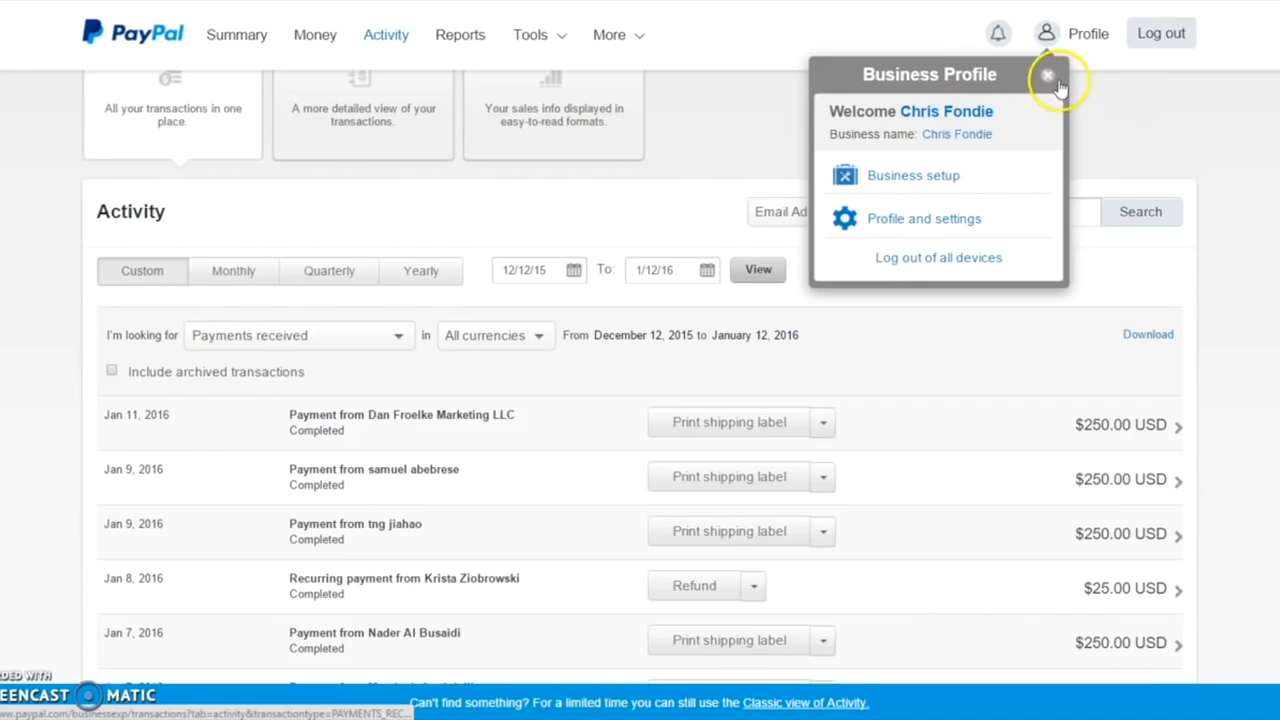 PayPal Summary Money Activity Reports Tools More Profile Log out
Business Profile
Welcome Chris Fondie
Business name: Chris Fondie
Business setup
Profile and settings
Log out of all devices
All your transactions in one
place.
A more detailed view of your
transactions.
Your sales info displayed in
easy-to-read formats.
Activity
Email Ad
Search
Custom Monthly Quarterly Yearly 12/12/15 To: 1/12/16 View
I'm looking for Payments received in All currencies From December 12, 2015 to January 12, 2016 Download
Include archived transactions
Jan 11, 2016 Payment from Dan Froelke Marketing LLC Print shipping label $250.00 USD
Completed
Jan 9, 2016 Payment from samuel abebrese Print shipping label $250.00 USD
Completed
Jan 9, 2016 Payment from tng jiahao Print shipping label $250.00 USD
Completed
Jan 8, 2016 Recurring payment from Krista Ziobrowski Refund $25.00 USD
Completed
Jan 7, 2016 Payment from Nader Al Busaidi Print shipping label $250.00 USD
Completed
DED WITH
EENCAST MATIC
Can't find something? For a limited time you can still use the Classic view of Activity.
www.paypal.com/businessexp/transactions?tab=activity&transactiontype=PAYMENTS_REC...